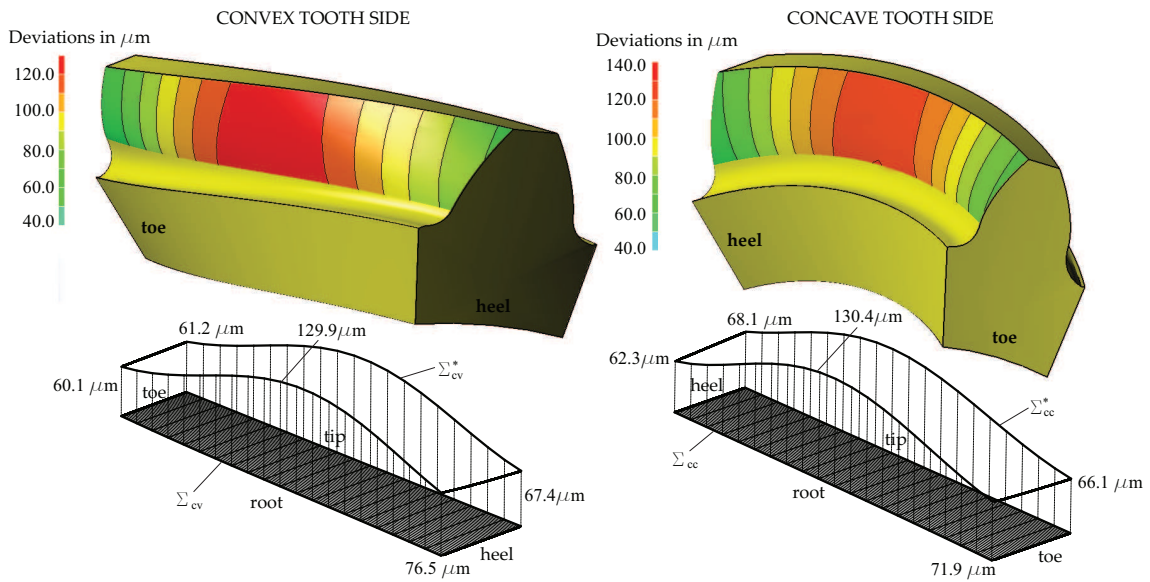 CONVEX TOOTH SIDE
Deviations in μm
120.0
100.0
80.0
60.0
40.0
toe
heel
61.2 μm
129.9μm
Σ*cv
60.1 μm
toe
tip
Σcv
root
67.4μm
heel
76.5 μm
CONCAVE TOOTH SIDE
Deviations in μm
140.0
120.0
100.0
80.0
60.0
40.0
heel
toe
68.1 μm
130.4μm
62.3μm
heel
Σ*cc
tip
Σcc
root
66.1 μm
toe
71.9 μm